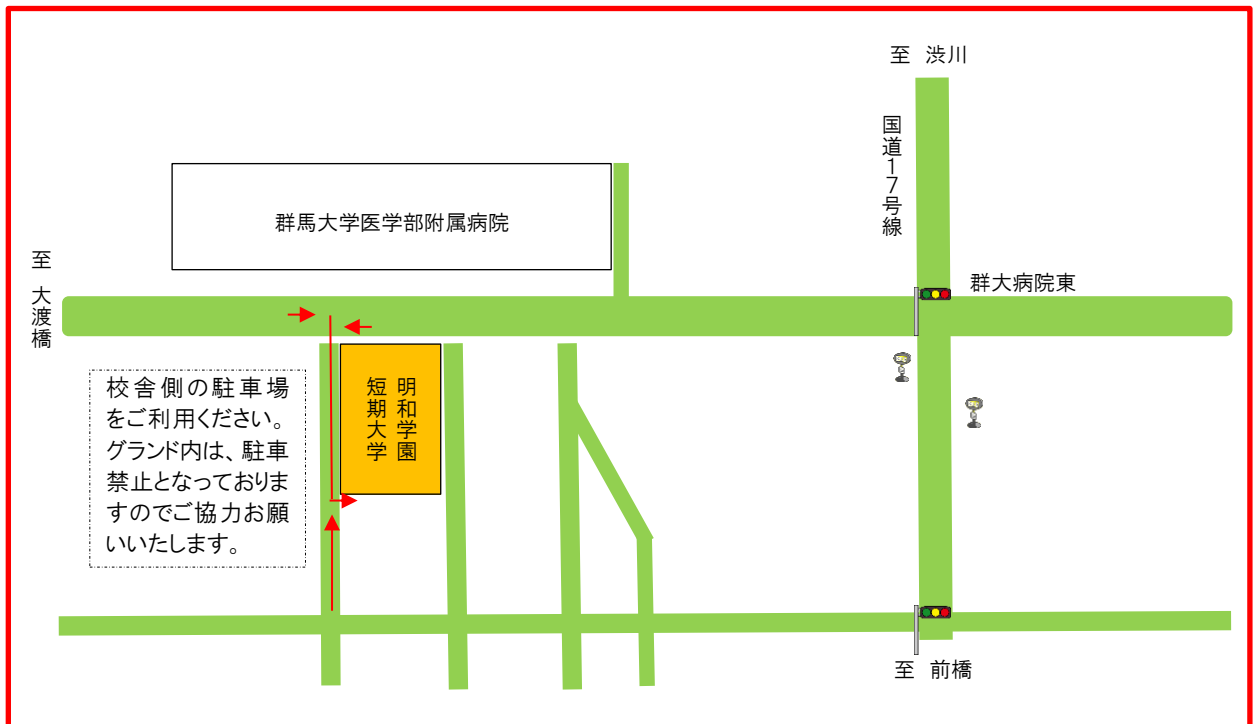 至 渋川
国道17号線
群馬大学医学部附属病院
至 大渡橋
群大病院東
校舎側の駐車場
をご利用ください。
グランド内は、駐車
禁止となっておりま
すのでご協力お願
いいたします。
明和学園
短期大学
至 前橋